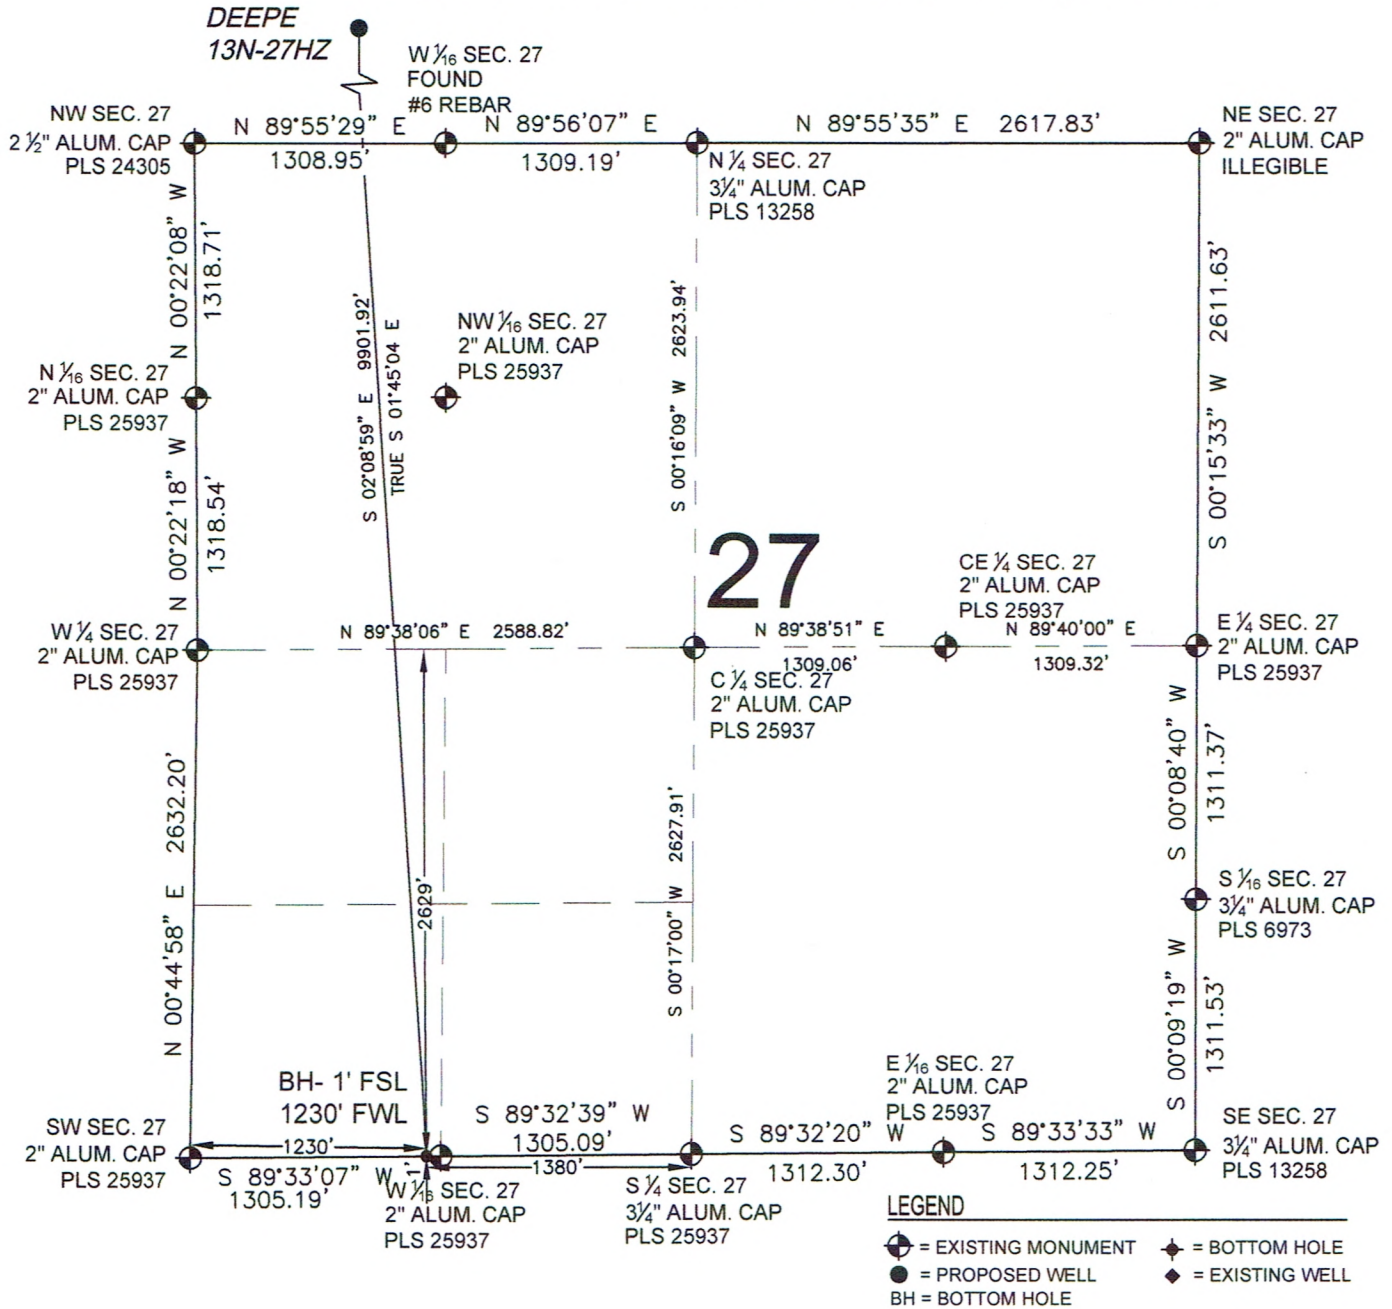 DEEPE
13N-27HZ
W 1/16 SEC. 27
FOUND
#6 REBAR
NW SEC. 27
2 ½" ALUM. CAP
PLS 24305
N 89°55'29" E
1308.95'
N 89°56'07" E
1309.19'
N 89°55'35" E 2617.83'
NE SEC. 27
2" ALUM. CAP
ILLEGIBLE
N ¼ SEC. 27
3¼" ALUM. CAP
PLS 13258
N 00°22'08" W
1318.71'
S 02°08'59" E 9901.92'
TRUE S 01°45'04 E
S 00°16'09" W 2623.94'
S 00°15'33" W 2611.63'
N 1/16 SEC. 27
2" ALUM. CAP
PLS 25937
NW 1/16 SEC. 27
2" ALUM. CAP
PLS 25937
N 00°22'18" W
1318.54'
27
CE ¼ SEC. 27
2" ALUM. CAP
PLS 25937
W ¼ SEC. 27
2" ALUM. CAP
PLS 25937
N 89°38'06" E 2588.82'
N 89°38'51" E
1309.06'
N 89°40'00" E
1309.32'
E ¼ SEC. 27
2" ALUM. CAP
PLS 25937
C ¼ SEC. 27
2" ALUM. CAP
PLS 25937
N 00°44'58" E 2632.20'
2629'
S 00°17'00" W 2627.91'
S 00°08'40" W
1311.37'
S 1/16 SEC. 27
3¼" ALUM. CAP
PLS 6973
S 00°09'19" W
1311.53'
BH- 1' FSL
1230' FWL
E 1/16 SEC. 27
2" ALUM. CAP
PLS 25937
SW SEC. 27
2" ALUM. CAP
PLS 25937
1230'
S 89°33'07" W
1305.19'
1'
S 89°32'39" W
1305.09'
1380'
S 89°32'20" W
1312.30'
S 89°33'33" W
1312.25'
SE SEC. 27
3¼" ALUM. CAP
PLS 13258
W 1/16 SEC. 27
2" ALUM. CAP
PLS 25937
S ¼ SEC. 27
3¼" ALUM. CAP
PLS 25937
LEGEND
= EXISTING MONUMENT
= BOTTOM HOLE
= PROPOSED WELL
= EXISTING WELL
BH = BOTTOM HOLE